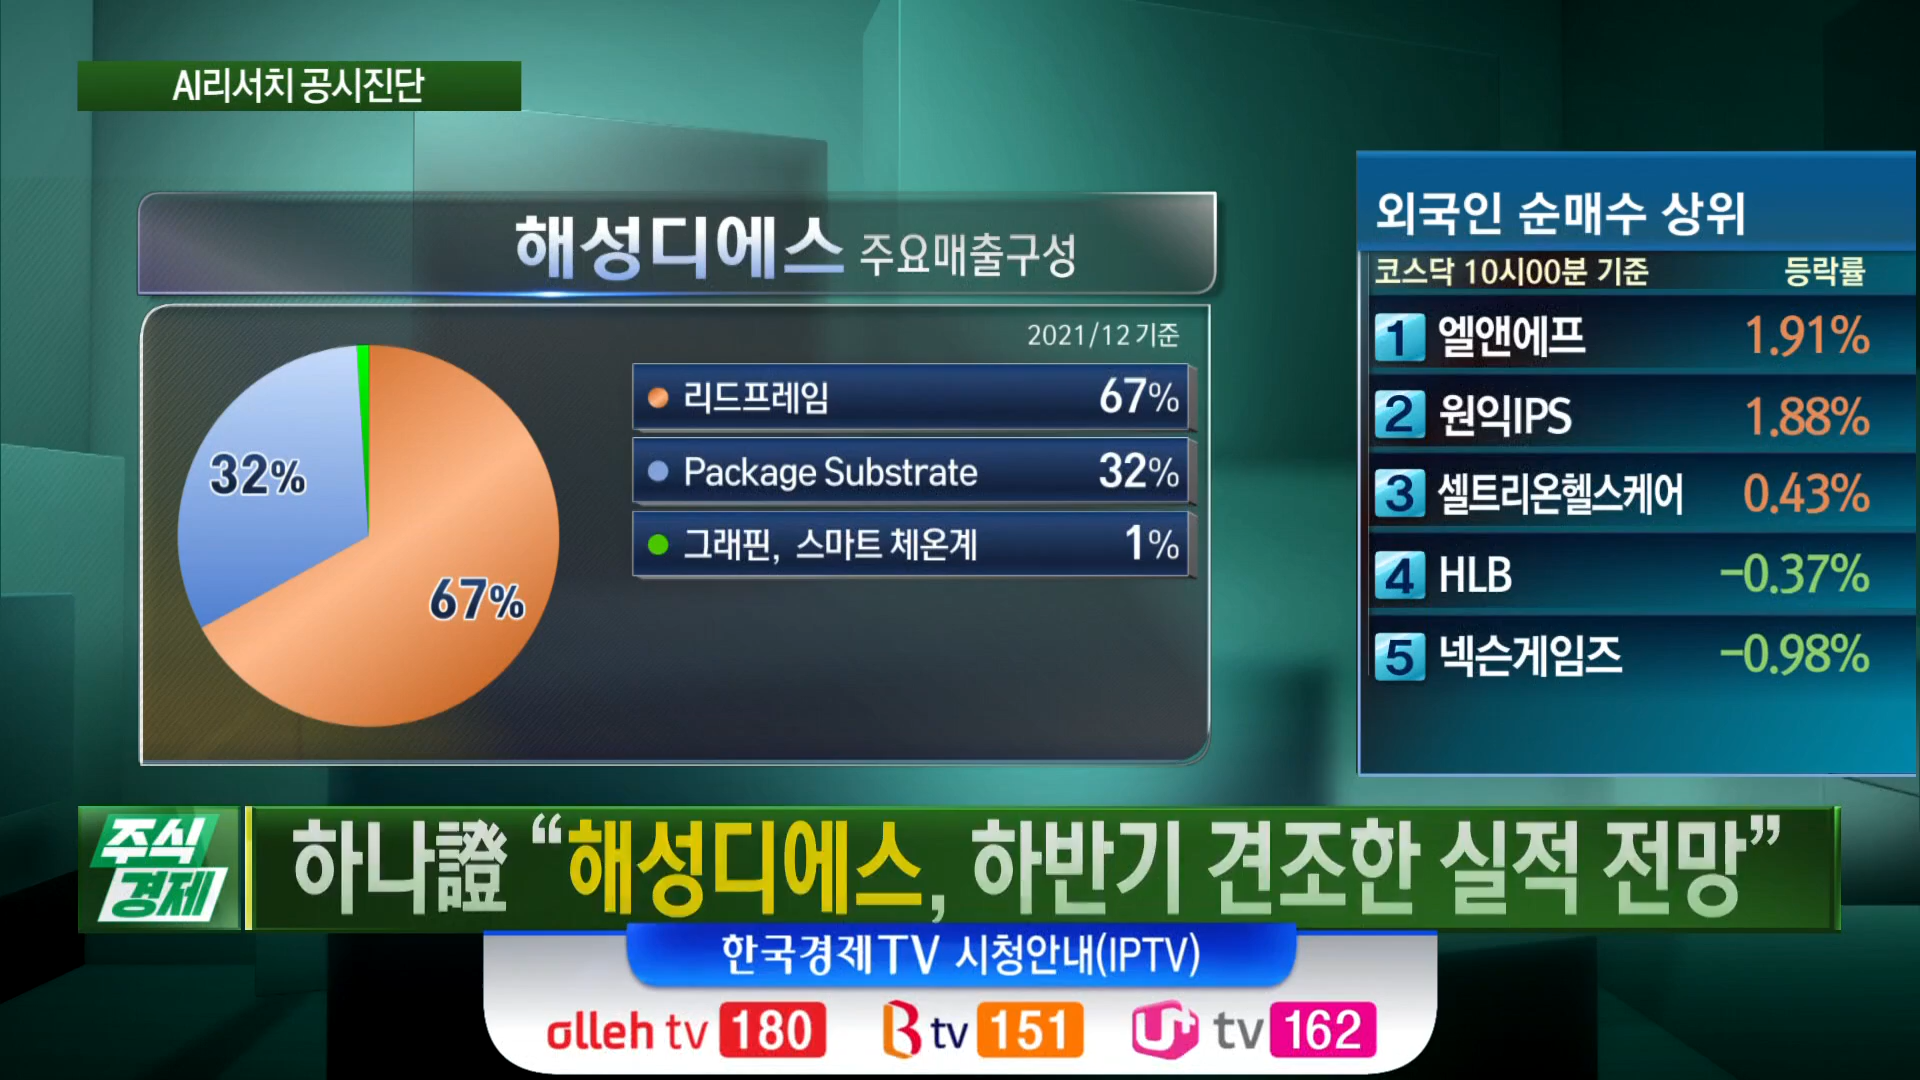 AI리서치 공시진단
해성디에스 주요매출구성
2021/12 기준
32%
67%
리드프레임 67%
Package Substrate 32%
그래핀, 스마트 체온계 1%
외국인 순매수 상위
코스닥 10시00분 기준 등락률
1 엘앤에프 1.91%
2 원익IPS 1.88%
3 셀트리온헬스케어 0.43%
4 HLB -0.37%
5 넥슨게임즈 -0.98%
주식
경제
하나證 “해성디에스, 하반기 견조한 실적 전망”
한국경제TV 시청안내(IPTV)
olleh tv 180 B tv 151 U+ tv 162